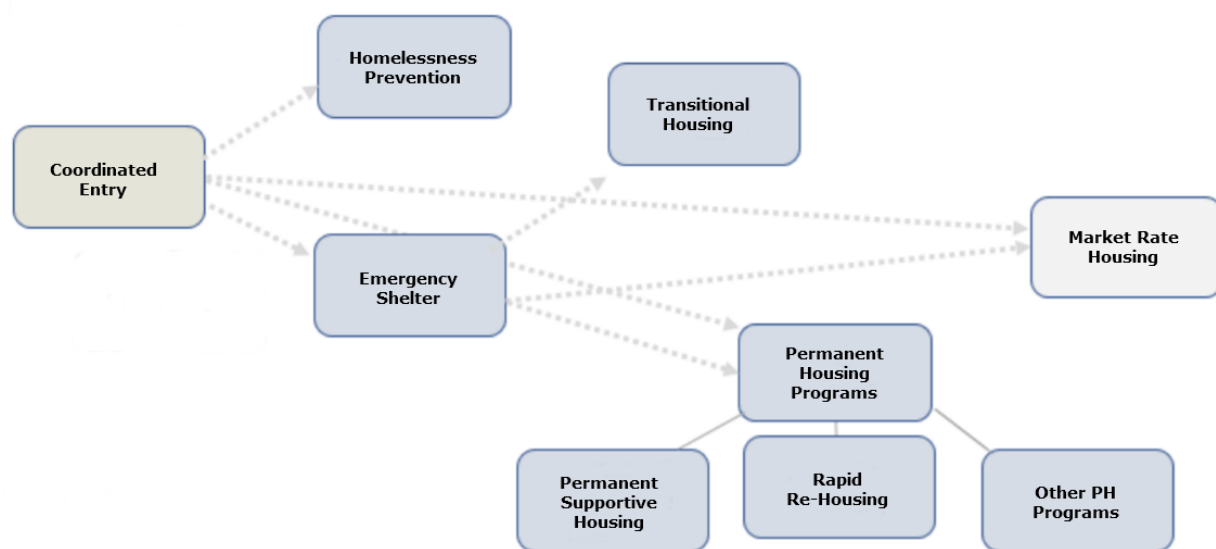 Homelessness
Prevention
Transitional
Housing
Coordinated
Entry
Market Rate
Housing
Emergency
Shelter
Permanent
Housing
Programs
Permanent
Supportive
Housing
Rapid
Re-Housing
Other PH
Programs